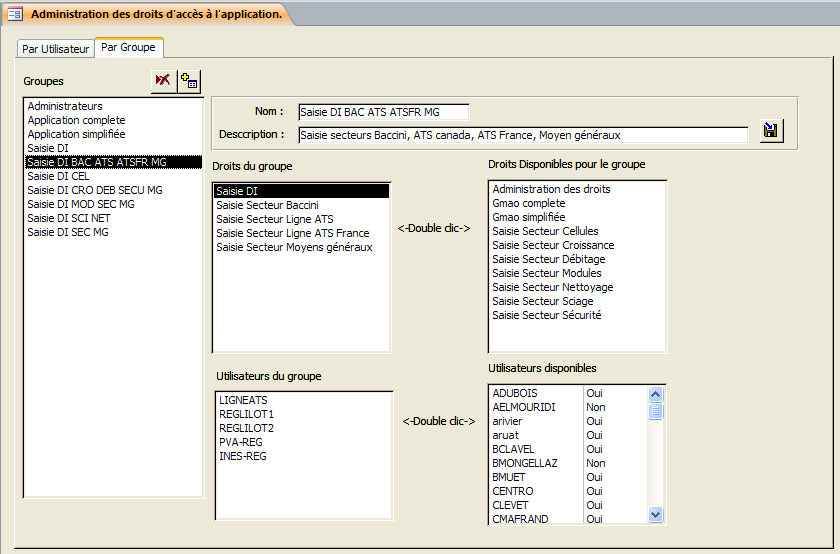 Administration des droits d'accès à l'application.
Par Utilisateur
Par Groupe
Groupes
Administrateurs
Application complete
Application simplifiée
Saisie DI
Saisie DI BAC ATS ATSFR MG
Saisie DI CEL
Saisie DI CRO DEB SECU MG
Saisie DI MOD SEC MG
Saisie DI SCI NET
Saisie DI SEC MG
Nom :
Saisie DI BAC ATS ATSFR MG
Desccription :
Saisie secteurs Baccini, ATS canada, ATS France, Moyen généraux
Droits du groupe
Saisie DI
Saisie Secteur Baccini
Saisie Secteur Ligne ATS
Saisie Secteur Ligne ATS France
Saisie Secteur Moyens généraux
<-Double clic->
Droits Disponibles pour le groupe
Administration des droits
Gmao complete
Gmao simplifiée
Saisie Secteur Cellules
Saisie Secteur Croissance
Saisie Secteur Débitage
Saisie Secteur Modules
Saisie Secteur Nettoyage
Saisie Secteur Sciage
Saisie Secteur Sécurité
Utilisateurs du groupe
LIGNEATS
REGLILOT1
REGLILOT2
PVA-REG
INES-REG
<-Double clic->
Utilisateurs disponibles
ADUBOIS Oui
AELMOURIDI Non
arivier Oui
aruat Oui
BCLAVEL Oui
BMONGELLAZ Non
BMUET Oui
CENTRO Oui
CLEVET Oui
CMAFRAND Oui